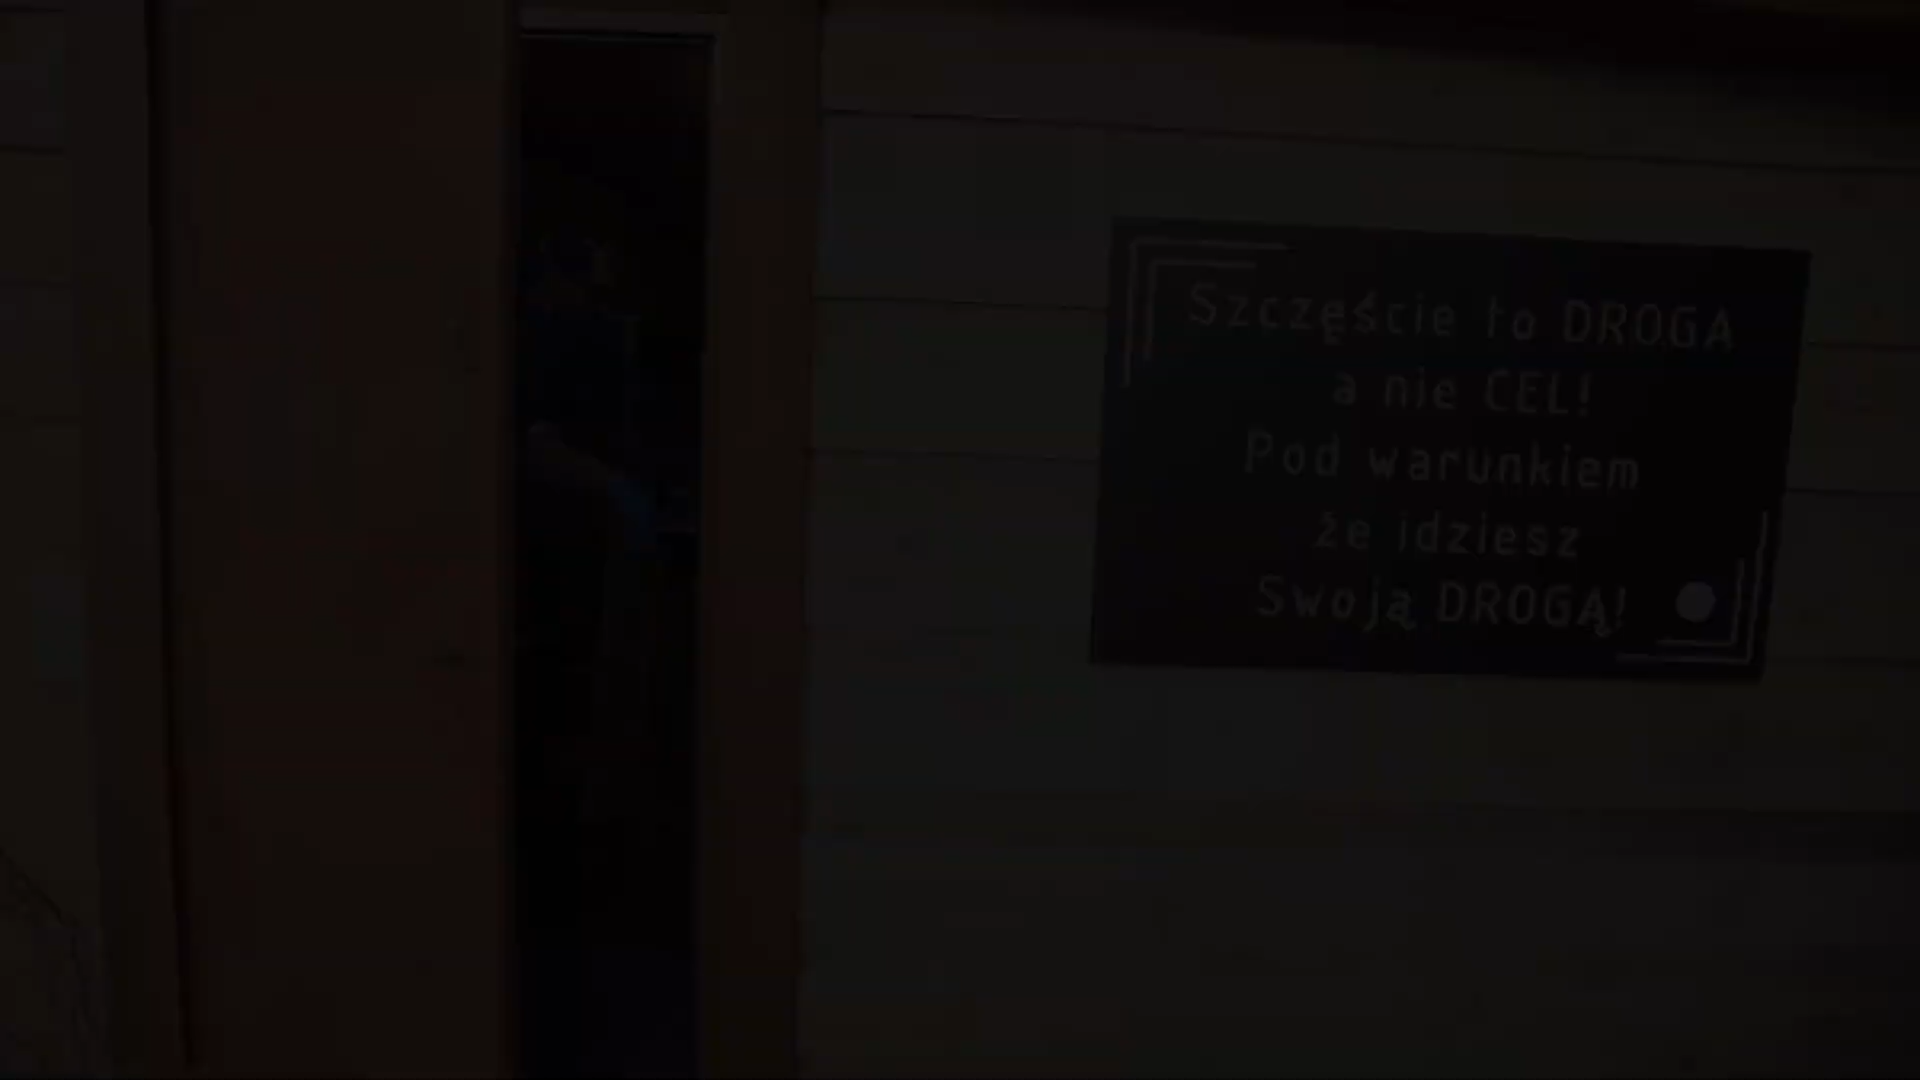 Szczęście to DROGA
a nie CEL!
Pod warunkiem
że idziesz
Swoją DROGĄ!